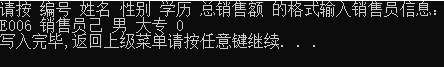 请按 编号 姓名 性别 学历 总销售额 的格式输入销售员信息:
E006 销售员己 男 大专 0
写入完毕,返回上级菜单请按任意键继续. . .